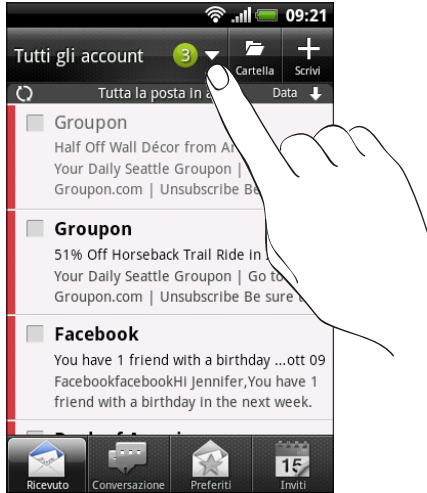 09:21
Tutti gli account 3 Cartella Scrivi
Tutta la posta in a Data
Groupon
Half Off Wall Décor from
Your Daily Seattle Groupon |
Groupon.com | Unsubscribe Be
Groupon
51% Off Horseback Trail Ride in
Your Daily Seattle Groupon | Go to
Groupon.com | Unsubscribe Be sure
Facebook
You have 1 friend with a birthday ...ott 09
FacebookfacebookHi Jennifer,You have 1
friend with a birthday in the next week.
Ricevuto Conversazione Preferiti 15 Inviti